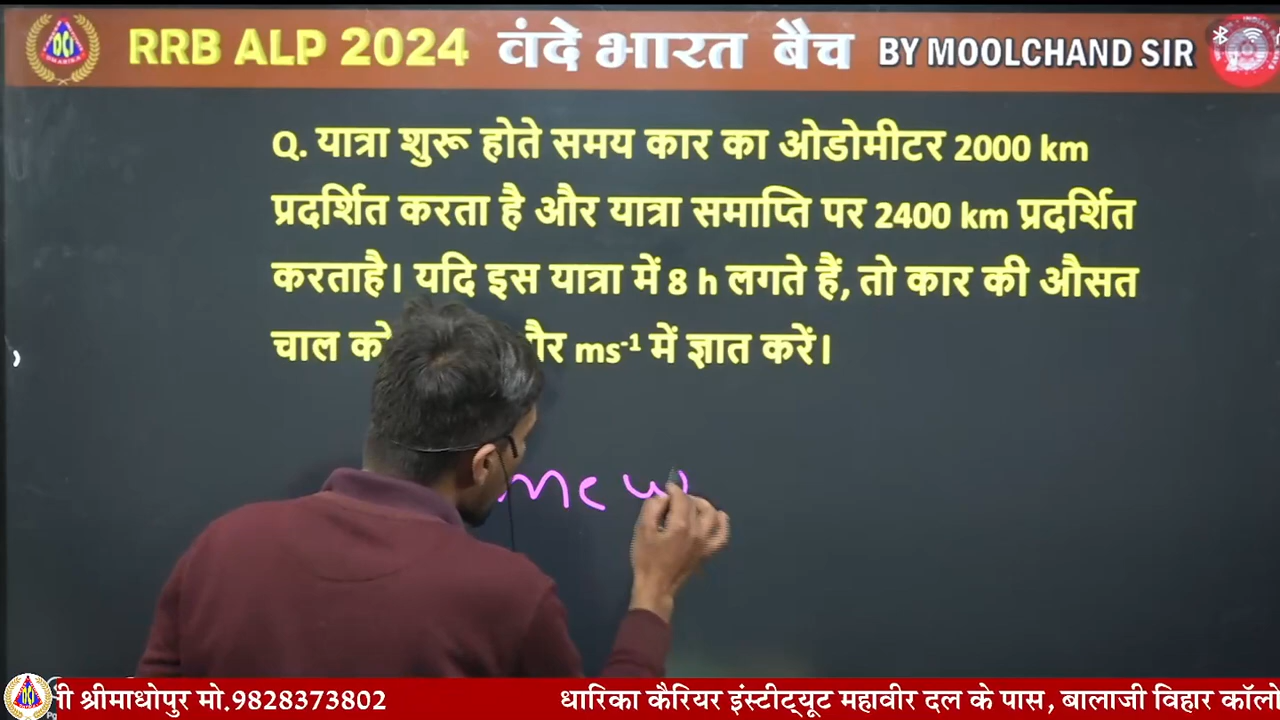 RRB ALP 2024 वंदे भारत बैच BY MOOLCHAND SIR
Q. यात्रा शुरू होते समय कार का ओडोमीटर 2000 km
प्रदर्शित करता है और यात्रा समाप्ति पर 2400 km प्रदर्शित
करताहै। यदि इस यात्रा में 8 h लगते हैं, तो कार की औसत
चाल ms⁻¹ में ज्ञात करें।
श्रीमाधोपुर मो.9828373802 धारिका कैरियर इंस्टीट्यूट महावीर दल के पास, बालाजी विहार